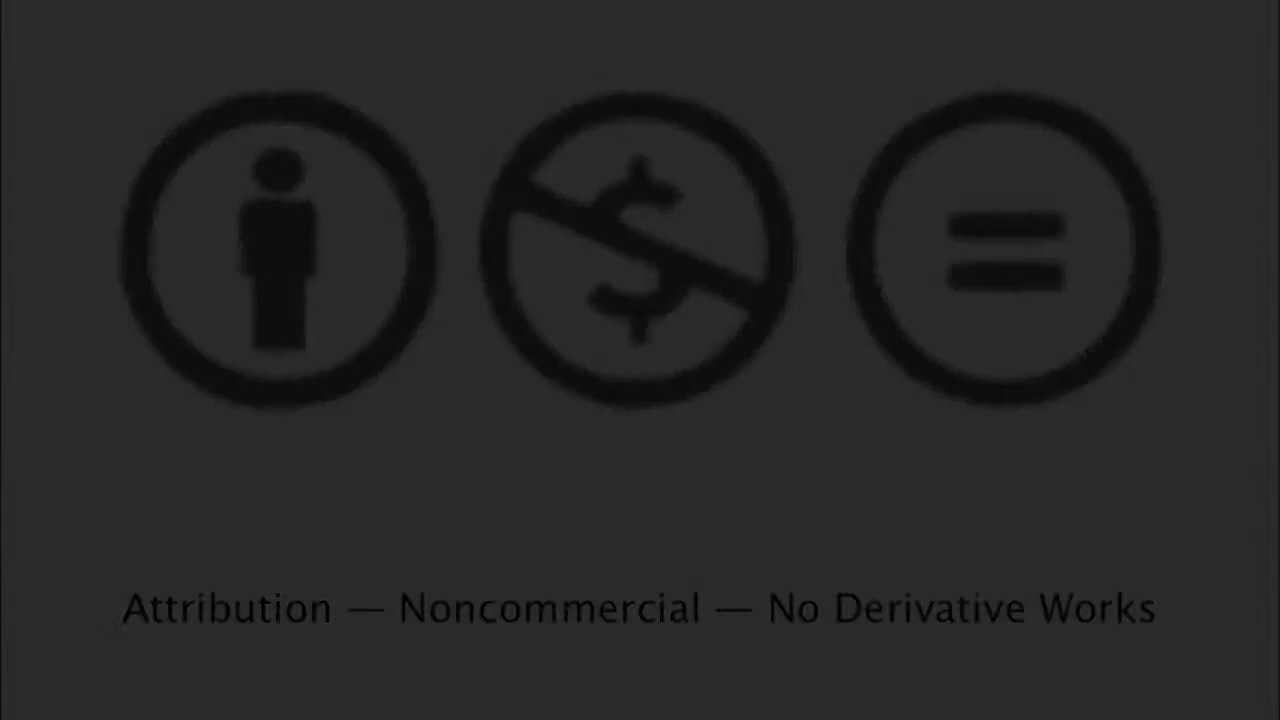 Attribution — Noncommercial — No Derivative Works